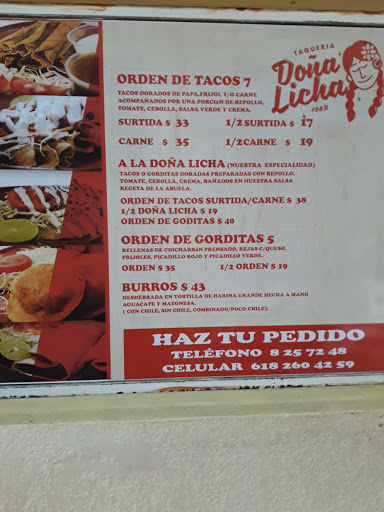 TAQUERIA
Doña
Licha
1982
ORDEN DE TACOS 7
TACOS DORADOS DE PAPA,FRIJOL Y/O CARNE
ACOMPAÑADOS POR UNA PORCIóN DE REPOLLO,
TOMATE, CEBOLLA, SALSA VERDE Y CREMA.
SURTIDA $ 33 1/2 SURTIDA $ 17
CARNE $ 35 1/2 CARNE $ 19
A LA DOÑA LICHA (NUESTRA ESPECIALIDAD)
TACOS O GORDITAS DORADAS PREPARADAS CON REPOLLO,
TOMATE, CEBOLLA, CREMA, BAÑADOS EN NUESTRA SALSA
RECETA DE LA ABUELA.
ORDEN DE TACOS SURTIDA/CARNE $ 38
1/2 DOÑA LICHA $ 19
ORDEN DE GODITAS $ 40
ORDEN DE GORDITAS 5
RELLENAS DE CHICHARRóN PRENSADO, REJAS C/QUESO,
FRIJOLES, PICADILLO ROJO Y PICADILLO VERDE.
ORDEN $ 35 1/2 ORDEN $ 19
BURROS $ 43
DESHEBRADA EN TORTILLA DE HARINA GRANDE HECHA A MANO
AGUACATE Y MAYONESA.
( CON CHILE, SIN CHILE, COMBINADO/POCO CHILE).
HAZ TU PEDIDO
TELÉFONO 8 25 72 48
CELULAR 618 260 42 59